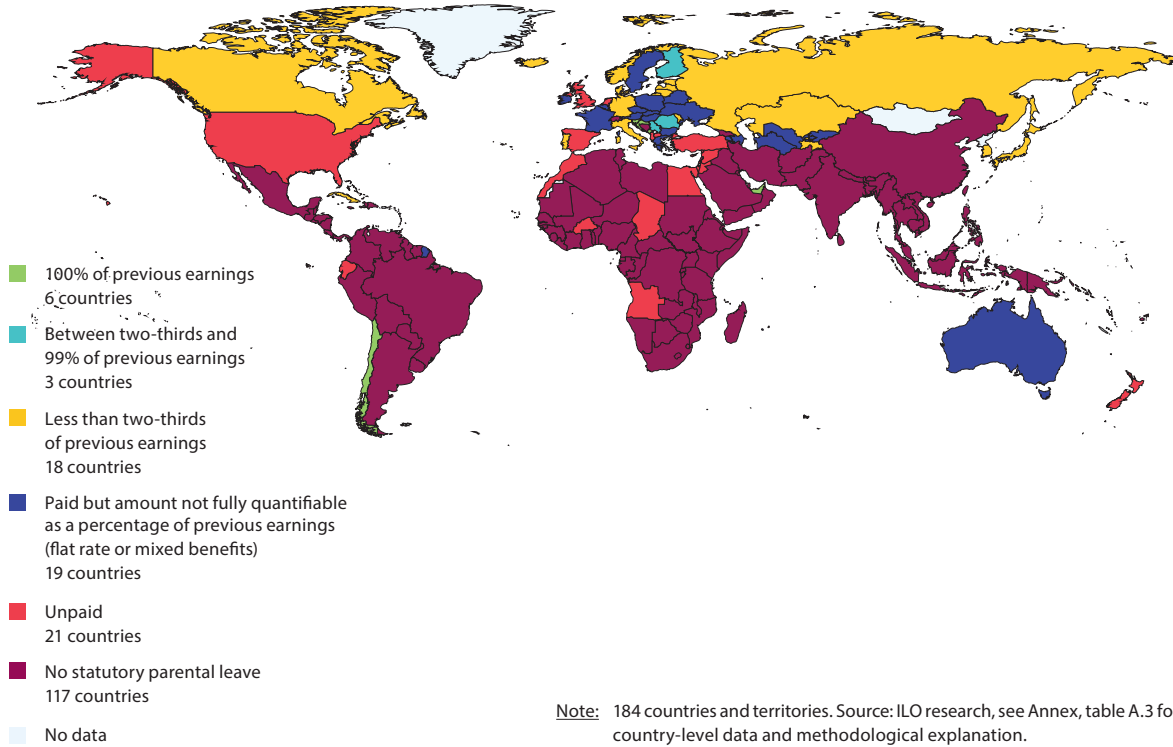 100% of previous earnings
6 countries
Between two-thirds and
99% of previous earnings
3 countries
Less than two-thirds
of previous earnings
18 countries
Paid but amount not fully quantifiable
as a percentage of previous earnings
(flat rate or mixed benefits)
19 countries
Unpaid
21 countries
No statutory parental leave
117 countries
No data
Note: 184 countries and territories. Source: ILO research, see Annex, table A.3 fo
country-level data and methodological explanation.